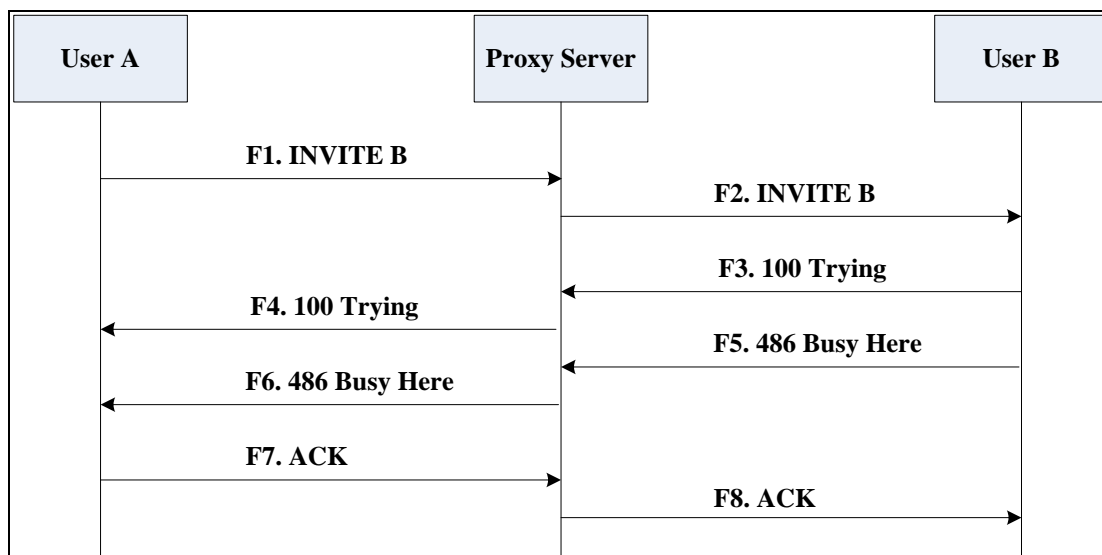 User A
Proxy Server
User B
F1. INVITE B
F2. INVITE B
F3. 100 Trying
F4. 100 Trying
F5. 486 Busy Here
F6. 486 Busy Here
F7. ACK
F8. ACK